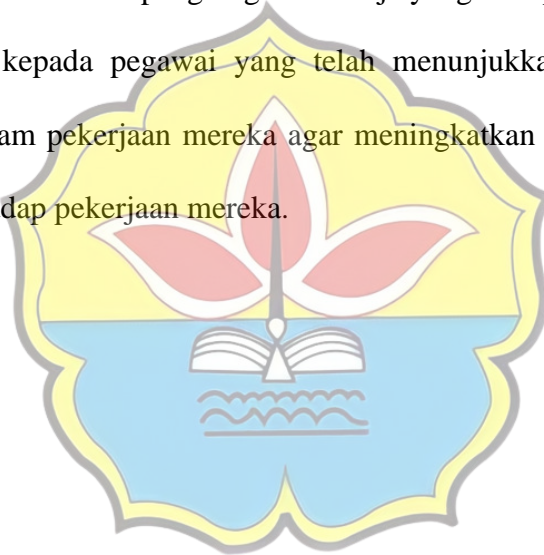 kepada pegawai yang telah menunjukka
am pekerjaan mereka agar meningkatkan
dap pekerjaan mereka.